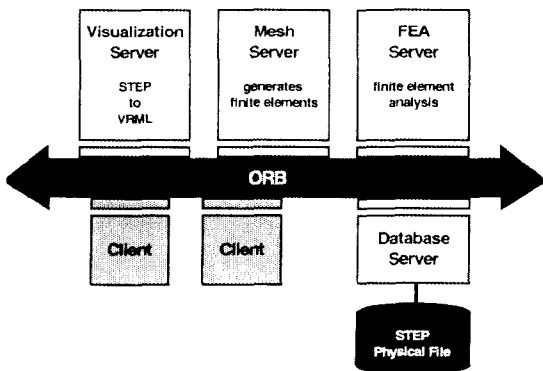 Visualization
Server
STEP
to
VRML
Mesh
Server
generates
finite elements
FEA
Server
finite element
analysis
ORB
Client
Client
Database
Server
STEP
Physical File